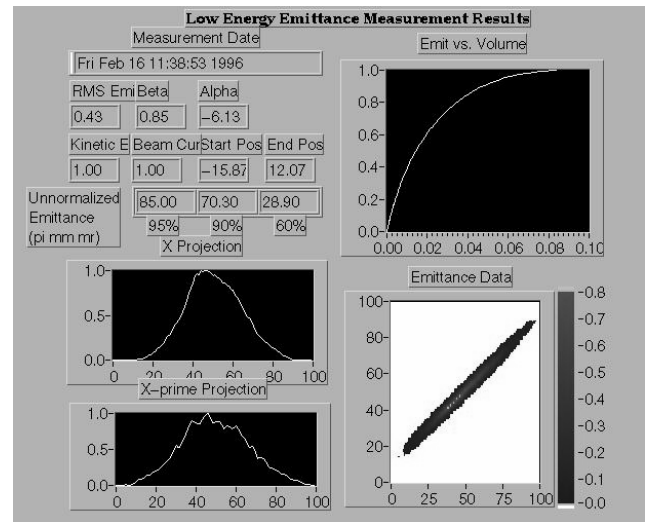 Low Energy Emittance Measurement Results
Measurement Date
Fri Feb 16 11:38:53 1996
RMS Emi Beta Alpha
0.43 0.85 −6.13
Kinetic E Beam Cur Start Pos End Pos
1.00 1.00 −15.87 12.07
Unnormalized
Emittance
(pi mm mr)
85.00 70.30 28.90
95% 90% 60%
X Projection
1.0
0.5
0.0
0 20 40 60 80 100
X−prime Projection
1.0
0.5
0.0
0 20 40 60 80 100
Emit vs. Volume
1.0
0.8
0.6
0.4
0.2
0.0
0.00 0.02 0.04 0.06 0.08 0.10
Emittance Data
100
80
60
40
20
0 25 50 75 100
0.8
0.7
0.6
0.5
0.4
0.3
0.2
0.1
0.0